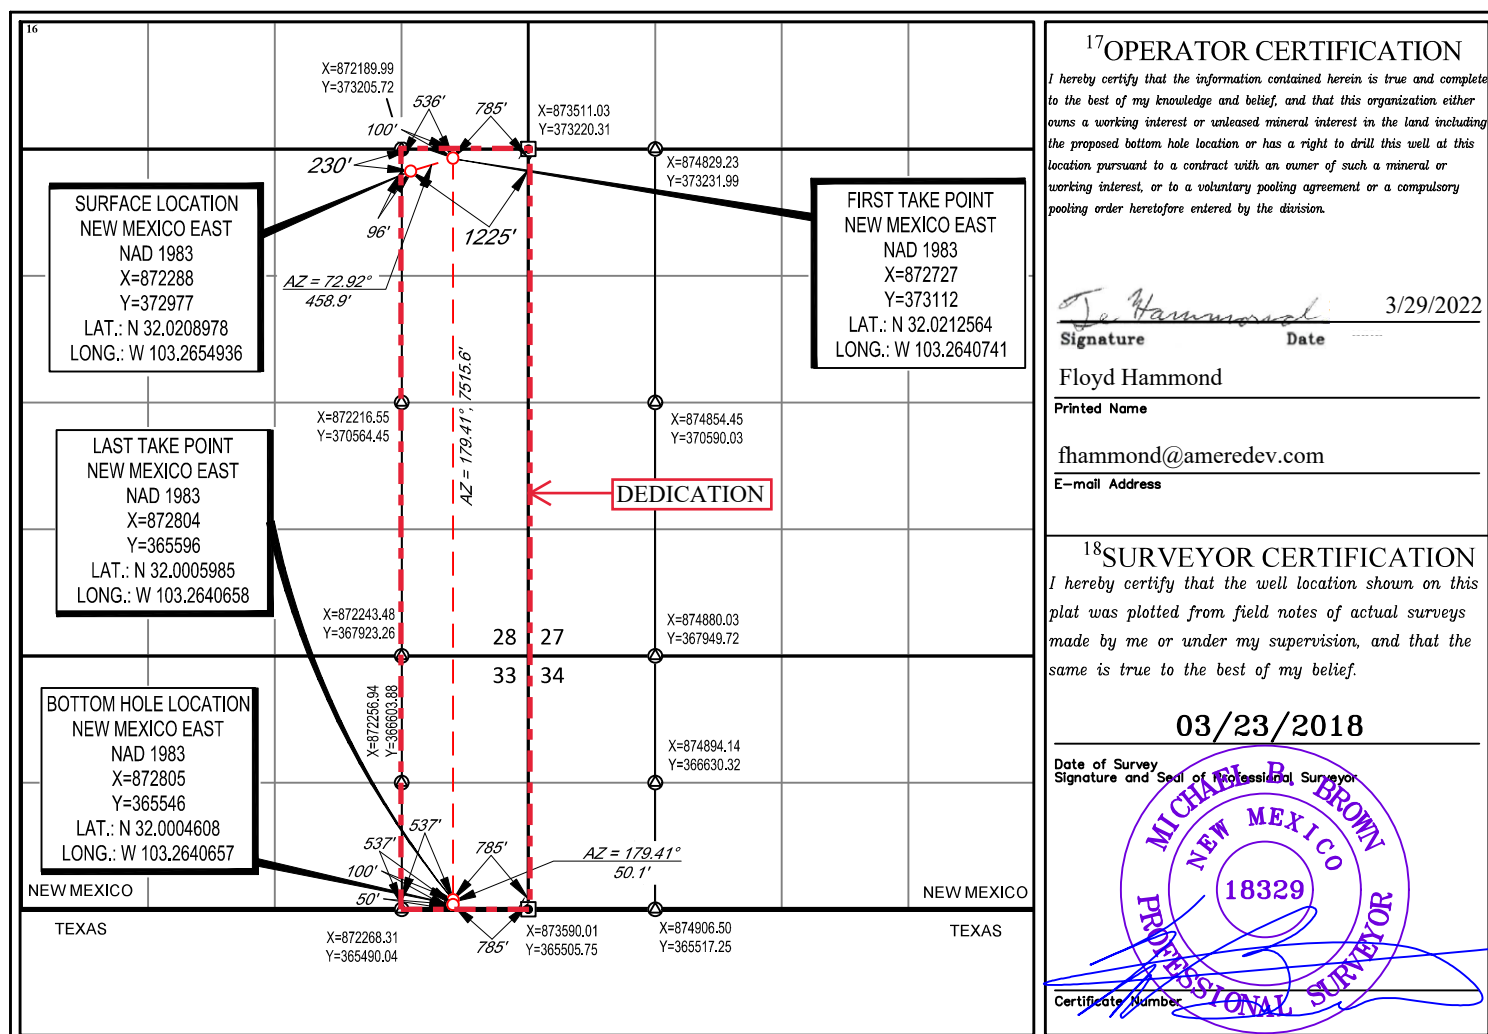 16
X=872189.99
Y=373205.72
536'
785'
100'
X=873511.03
Y=373220.31
230'
X=874829.23
Y=373231.99
SURFACE LOCATION
NEW MEXICO EAST
NAD 1983
X=872288
Y=372977
LAT.: N 32.0208978
LONG.: W 103.2654936
96'
1225'
AZ = 72.92°
458.9'
FIRST TAKE POINT
NEW MEXICO EAST
NAD 1983
X=872727
Y=373112
LAT.: N 32.0212564
LONG.: W 103.2640741
AZ = 179.41°, 7515.6'
X=872216.55
Y=370564.45
X=874854.45
Y=370590.03
LAST TAKE POINT
NEW MEXICO EAST
NAD 1983
X=872804
Y=365596
LAT.: N 32.0005985
LONG.: W 103.2640658
DEDICATION
X=872243.48
Y=367923.26
28 27
33 34
X=874880.03
Y=367949.72
X=872256.94
Y=366603.88
X=874894.14
Y=366630.32
BOTTOM HOLE LOCATION
NEW MEXICO EAST
NAD 1983
X=872805
Y=365546
LAT.: N 32.0004608
LONG.: W 103.2640657
537'
537'
785'
100'
50'
AZ = 179.41°
50.1'
NEW MEXICO
NEW MEXICO
TEXAS
TEXAS
X=872268.31
Y=365490.04
785'
X=873590.01
Y=365505.75
X=874906.50
Y=365517.25
17 OPERATOR CERTIFICATION
I hereby certify that the information contained herein is true and complete
to the best of my knowledge and belief, and that this organization either
owns a working interest or unleased mineral interest in the land including
the proposed bottom hole location or has a right to drill this well at this
location pursuant to a contract with an owner of such a mineral or
working interest, or to a voluntary pooling agreement or a compulsory
pooling order heretofore entered by the division.
Hammond 3/29/2022
Signature Date
Floyd Hammond
Printed Name
fhammond@ameredev.com
E-mail Address
18 SURVEYOR CERTIFICATION
I hereby certify that the well location shown on this
plat was plotted from field notes of actual surveys
made by me or under my supervision, and that the
same is true to the best of my belief.
03/23/2018
Date of Survey
Signature and Seal of Professional Surveyor
MICHAEL B. BROWN
NEW MEXICO
18329
PROFESSIONAL SURVEYOR
Certificate Number